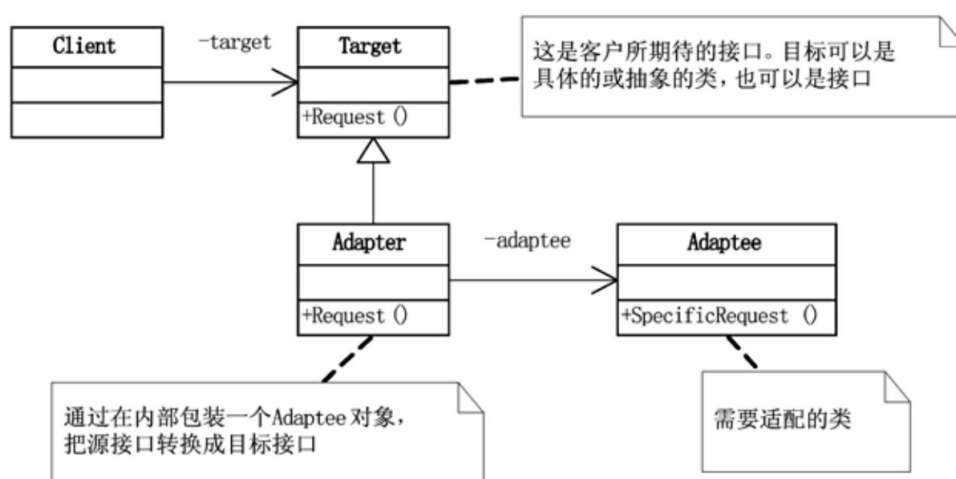 Client
-target
Target
+Request()
这是客户所期待的接口。目标可以是
具体的或抽象的类，也可以是接口
Adapter
+Request()
-adaptee
Adaptee
+SpecificRequest ()
通过在内部包装一个Adaptee对象，
把源接口转换成目标接口
需要适配的类